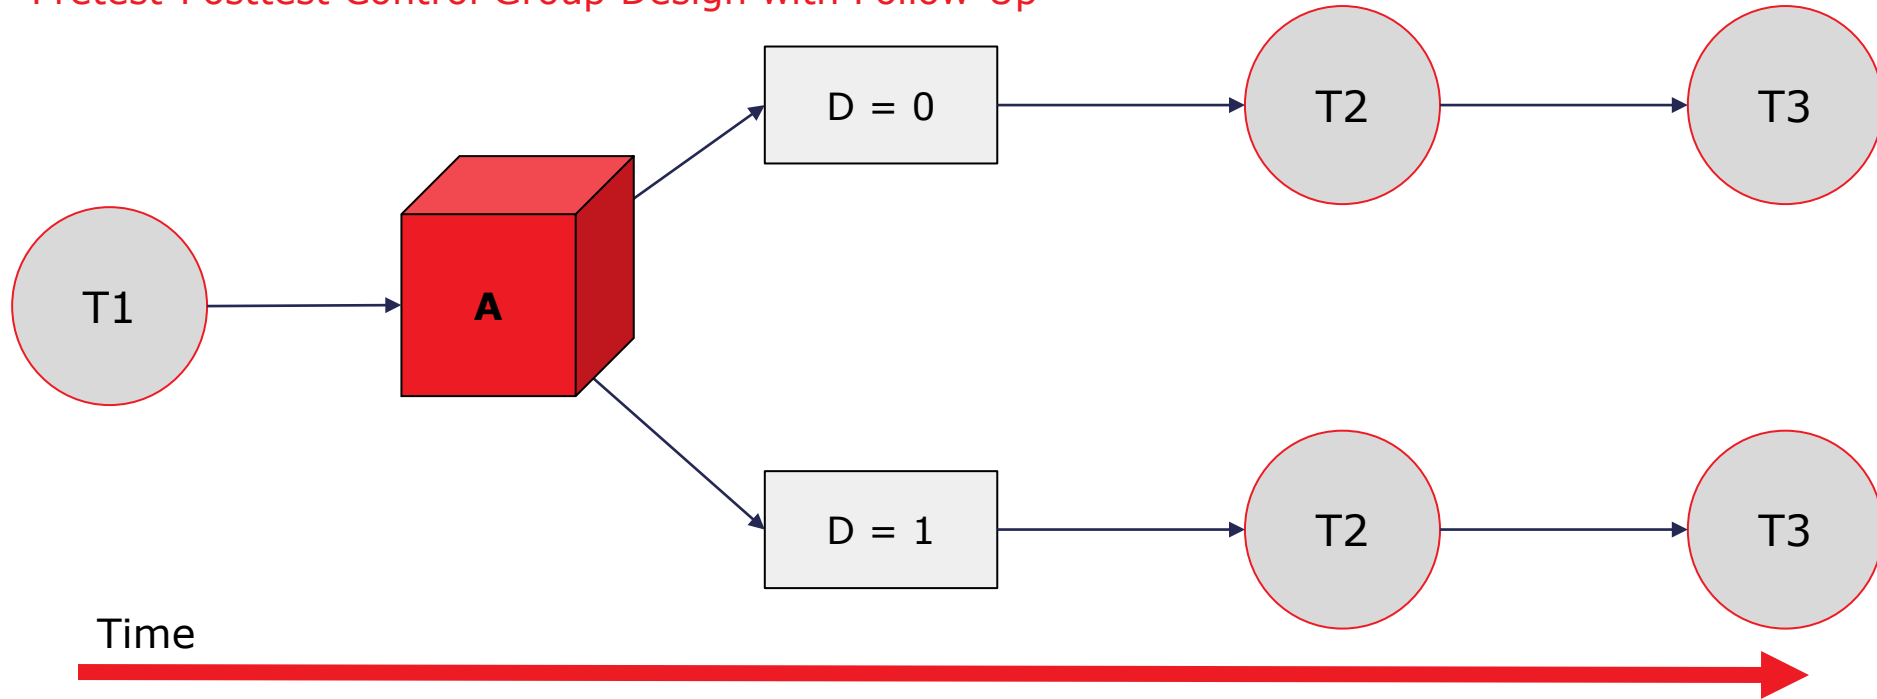 Pretest-Posttest Control Group Design with Follow-Up
D = 0
T2
T3
T1
A
D = 1
T2
T3
Time